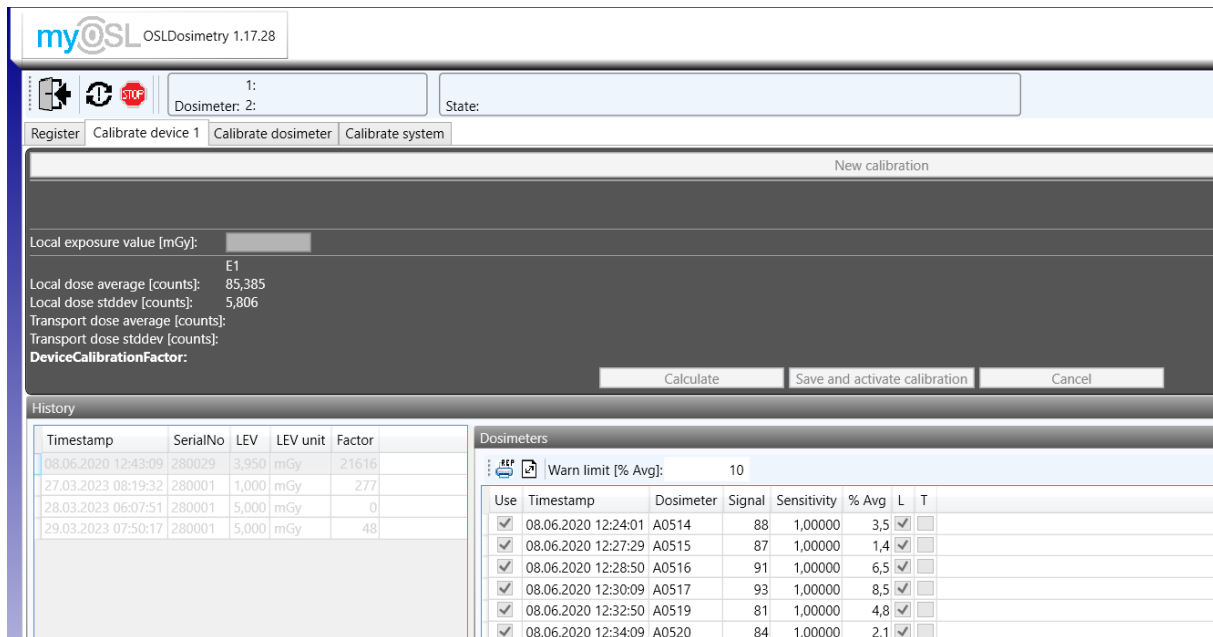 myOSL OSLDosimetry 1.17.28
STOP
1:
Dosimeter: 2:
State:
Register Calibrate device 1 Calibrate dosimeter Calibrate system
New calibration
Local exposure value [mGy]:
E1
Local dose average [counts]: 85,385
Local dose stddev [counts]: 5,806
Transport dose average [counts]:
Transport dose stddev [counts]:
DeviceCalibrationFactor:
Calculate Save and activate calibration Cancel
History
Timestamp SerialNo LEV LEV unit Factor
08.06.2020 12:43:09 280029 3,950 mGy 21616
27.03.2023 08:19:32 280001 1,000 mGy 277
28.03.2023 06:07:51 280001 5,000 mGy 0
29.03.2023 07:50:17 280001 5,000 mGy 48
Dosimeters
REP Warn limit [% Avg]: 10
Use Timestamp Dosimeter Signal Sensitivity % Avg L T
08.06.2020 12:24:01 A0514 88 1,00000 3,5
08.06.2020 12:27:29 A0515 87 1,00000 1,4
08.06.2020 12:28:50 A0516 91 1,00000 6,5
08.06.2020 12:30:09 A0517 93 1,00000 8,5
08.06.2020 12:32:50 A0519 81 1,00000 4,8
08.06.2020 12:34:09 A0520 84 1,00000 2,1